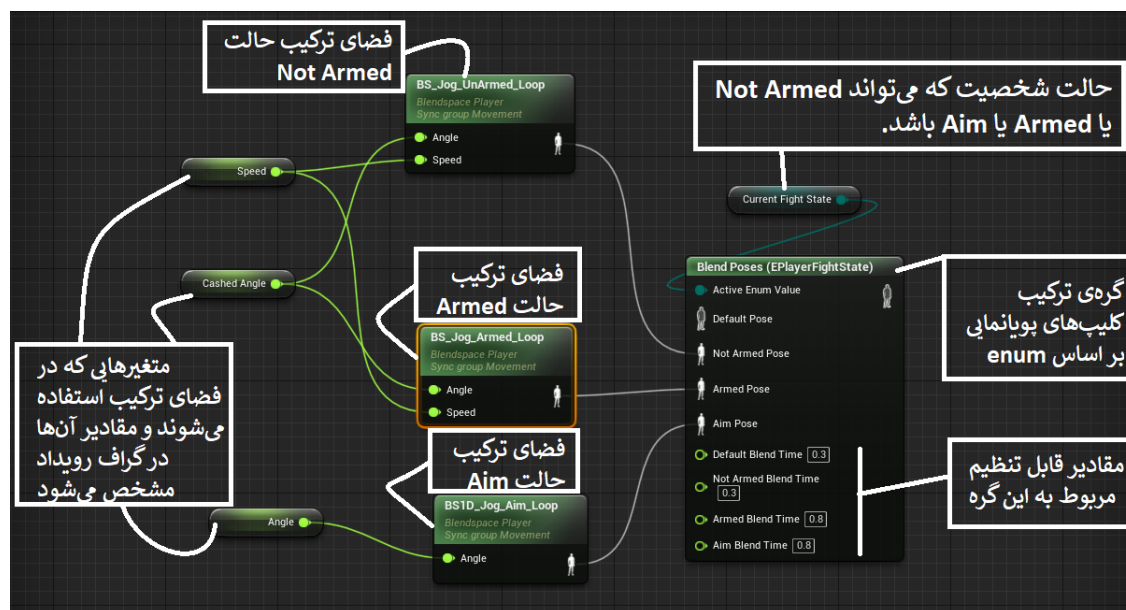 فضای ترکیب حالت
Not Armed
BS_Jog_UnArmed_Loop
Blendspace Player
Sync group Movement
Angle
Speed
حالت شخصیت که می‌تواند Not Armed
یا Armed یا Aim باشد.
Speed
Current Fight State
Cashed Angle
فضای ترکیب
حالت Armed
BS_Jog_Armed_Loop
Blendspace Player
Sync group Movement
Angle
Speed
Blend Poses (EPlayerFightState)
Active Enum Value
Default Pose
Not Armed Pose
Armed Pose
Aim Pose
Default Blend Time 0.3
Not Armed Blend Time
0.3
Armed Blend Time 0.8
Aim Blend Time 0.8
گره‌ی ترکیب
کلیپ‌های پویانمایی
بر اساس enum
متغیرهایی که در
فضای ترکیب استفاده
می‌شوند و مقادیر آن‌ها
در گراف رویداد
مشخص می‌شود
فضای ترکیب
حالت Aim
BS1D_Jog_Aim_Loop
Blendspace Player
Sync group Movement
Angle
Angle
مقادیر قابل تنظیم
مربوط به این گره